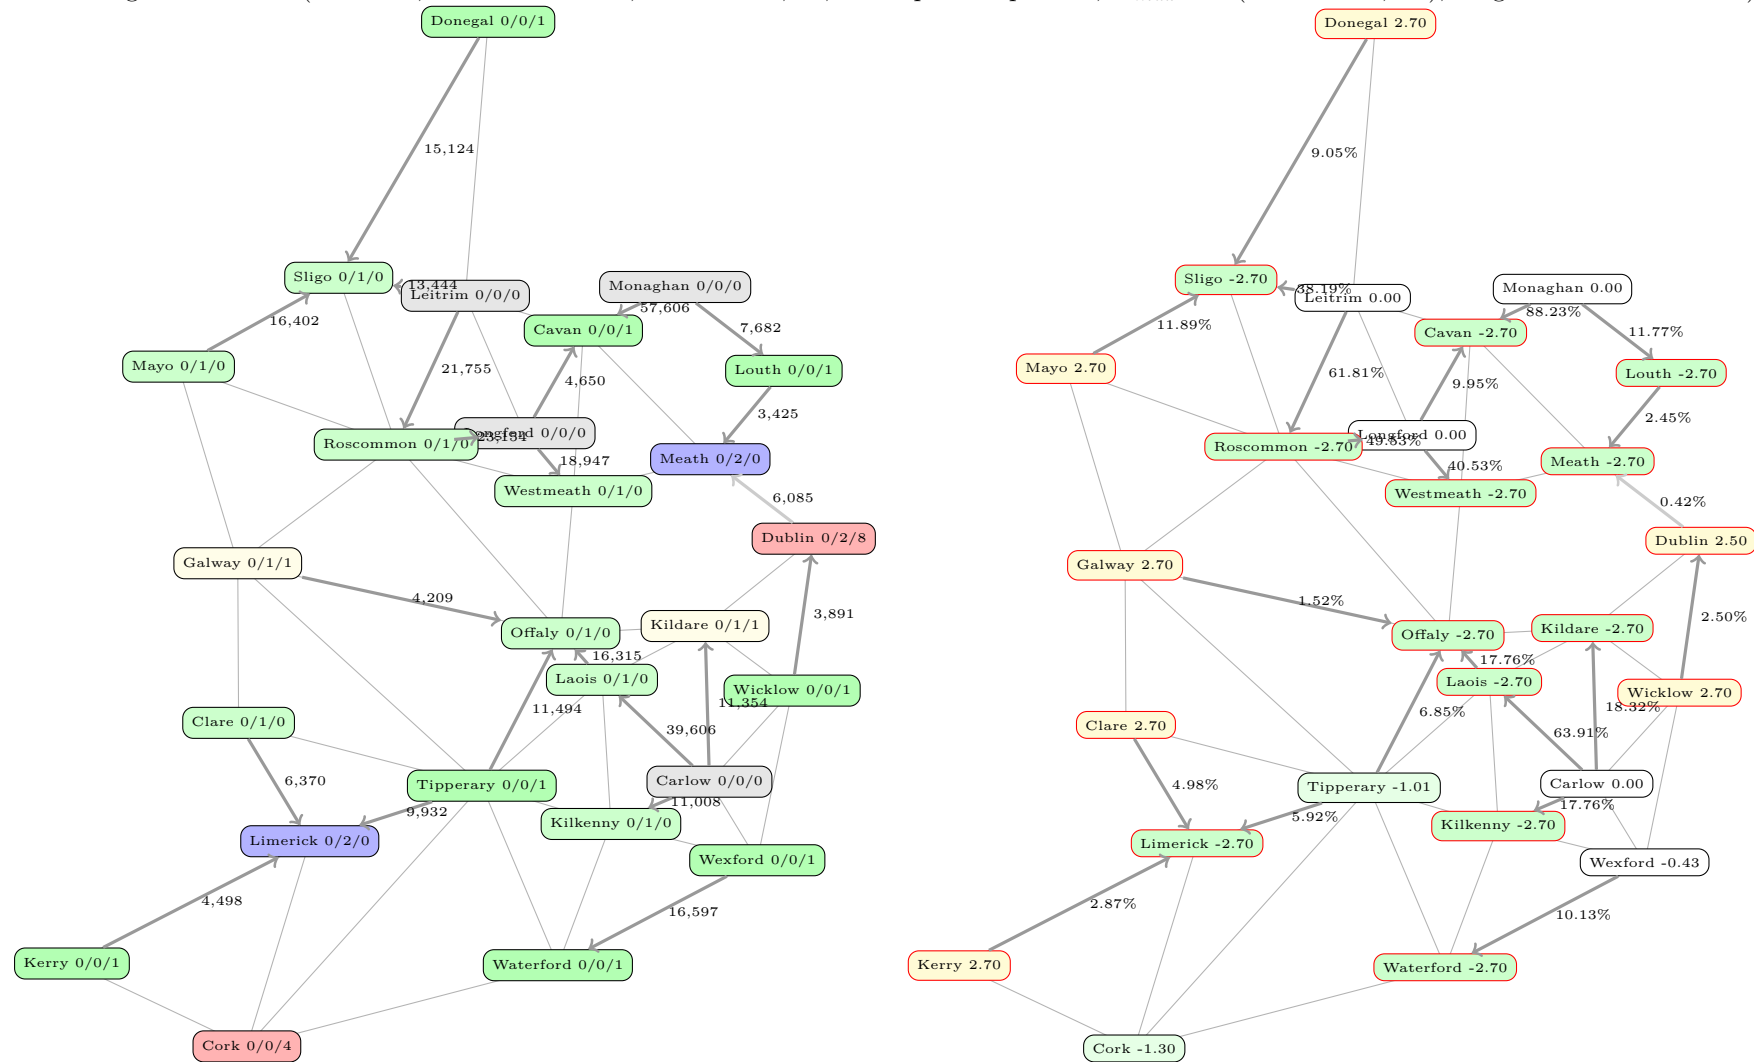 Donegal 0/0/1
15,124
Sligo 0/1/0
13,444
Leitrim 0/0/0
Monaghan 0/0/0
57,606
16,402
Cavan 0/0/1
7,682
Mayo 0/1/0
21,755
4,650
Louth 0/0/1
3,425
Roscommon 0/1/0
23,134
Longford 0/0/0
18,947
Meath 0/2/0
Westmeath 0/1/0
6,085
Dublin 0/2/8
Galway 0/1/1
4,209
3,891
Offaly 0/1/0
Kildare 0/1/1
16,315
Laois 0/1/0
Wicklow 0/0/1
11,354
11,494
Clare 0/1/0
39,606
6,370
Tipperary 0/0/1
Carlow 0/0/0
11,008
9,932
Kilkenny 0/1/0
Limerick 0/2/0
Wexford 0/0/1
4,498
16,597
Kerry 0/0/1
Waterford 0/0/1
Cork 0/0/4
Donegal 2.70
9.05%
Sligo -2.70
38.19%
Leitrim 0.00
Monaghan 0.00
88.23%
11.89%
Cavan -2.70
11.77%
Mayo 2.70
61.81%
9.95%
Louth -2.70
2.45%
Roscommon -2.70
49.53%
Longford 0.00
40.53%
Meath -2.70
Westmeath -2.70
0.42%
Dublin 2.50
Galway 2.70
1.52%
2.50%
Offaly -2.70
Kildare -2.70
17.76%
Laois -2.70
Wicklow 2.70
18.32%
6.85%
Clare 2.70
63.91%
4.98%
Tipperary -1.01
Carlow 0.00
17.76%
5.92%
Kilkenny -2.70
Limerick -2.70
Wexford -0.43
2.87%
10.13%
Kerry 2.70
Waterford -2.70
Cork -1.30